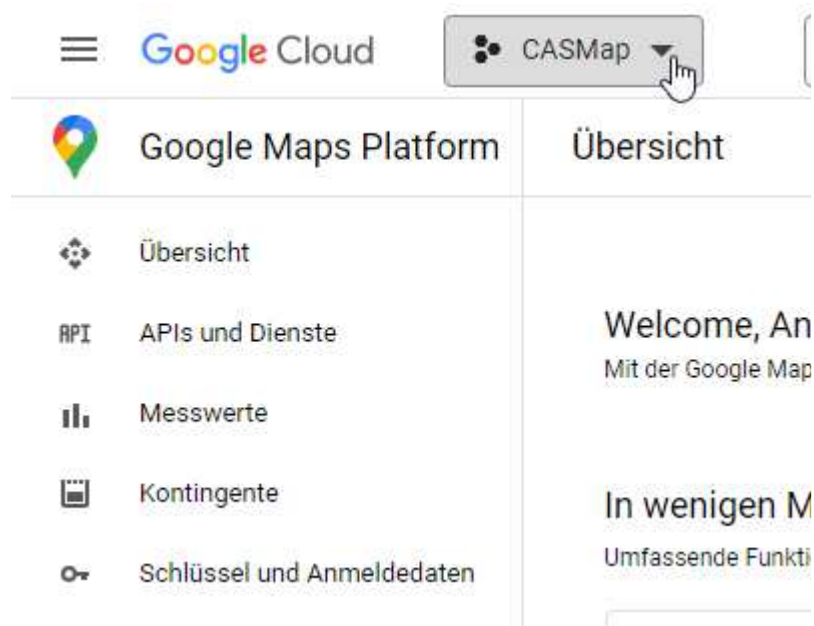 Google Cloud
CASMap
Google Maps Platform
Übersicht
Übersicht
API APIs und Dienste
Messwerte
Kontingente
Schlüssel und Anmeldedaten
Welcome, An
Mit der Google Map
In wenigen M
Umfassende Funkti